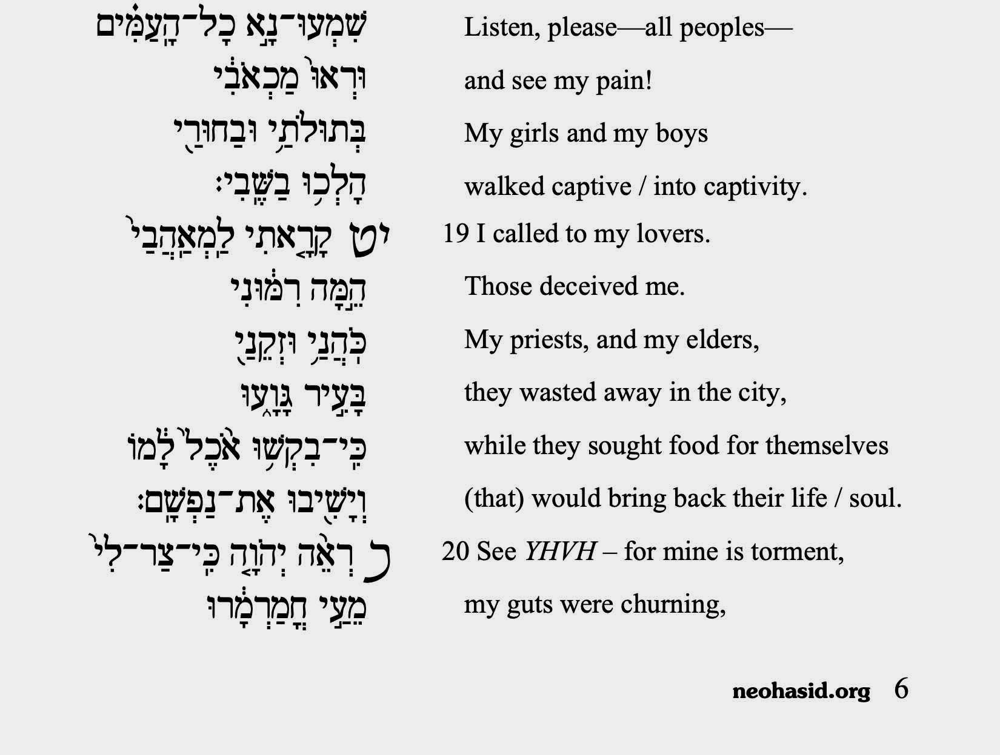 שִׁמְעוּ־נָ֣א כׇל־הָֽעַמִּ֗ים Listen, please—all peoples—
וּרְאוּ֙ מַכְאֹבִ֔י and see my pain!
בְּתוּלֹתַ֥י וּבַחוּרַ֖י My girls and my boys
הָלְכ֥וּ בַשֶּֽׁבִי׃ walked captive / into captivity.
יט קָרָ֤אתִי לַֽמְאַֽהֲבַי֙ 19 I called to my lovers.
הֵ֣מָּה רִמּ֔וּנִי Those deceived me.
כֹּֽהֲנַ֥י וּזְקֵנַ֖י My priests, and my elders,
בָּעִ֣יר גָּוָ֑עוּ they wasted away in the city,
כִּֽי־בִקְשׁ֥וּ אֹ֙כֶל֙ לָ֔מוֹ while they sought food for themselves
וְיָשִׁ֖יבוּ אֶת־נַפְשָֽׁם׃ (that) would bring back their life / soul.
כ רְאֵ֨ה יְהֹוָ֤ה כִּֽי־צַר־לִי֙ 20 See YHVH – for mine is torment,
מֵעַ֣י חֳמַרְמָ֔רוּ my guts were churning,
neohasid.org 6